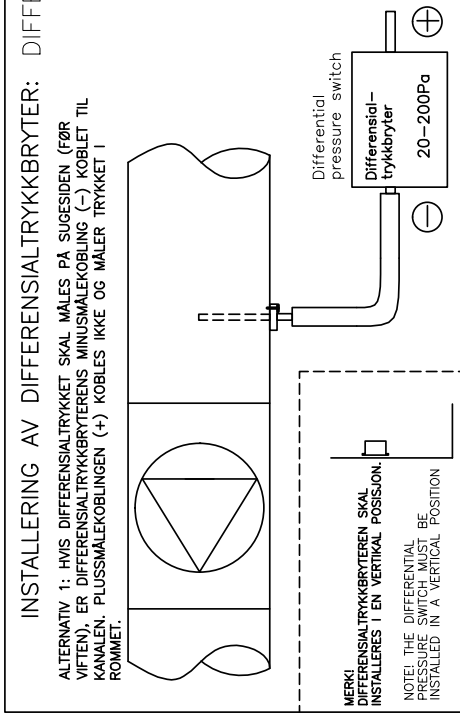 INSTALLERING AV DIFFERENSIALTRYKKBRYTER: DIFFE
ALTERNATIV 1: HVIS DIFFERENSIALTRYKKET SKAL MÅLES PÅ SUGESIDEN (FØR
VIFTEN), ER DIFFERENSIALTRYKKBRYTERENS MINUSMÅLEKOBLING (-) KOBLET TIL
KANALEN. PLUSSMÅLEKOBLINGEN (+) KOBLES IKKE OG MÅLER TRYKKET I
ROMMET.
Differential
pressure switch
Differensial-
trykkbryter
20-200Pa
-
+
MERK!
DIFFERENSIALTRYKKBRYTEREN SKAL
INSTALLERES I EN VERTIKAL POSISJON.
NOTE! THE DIFFERENTIAL
PRESSURE SWITCH MUST BE
INSTALLED IN A VERTICAL POSITION